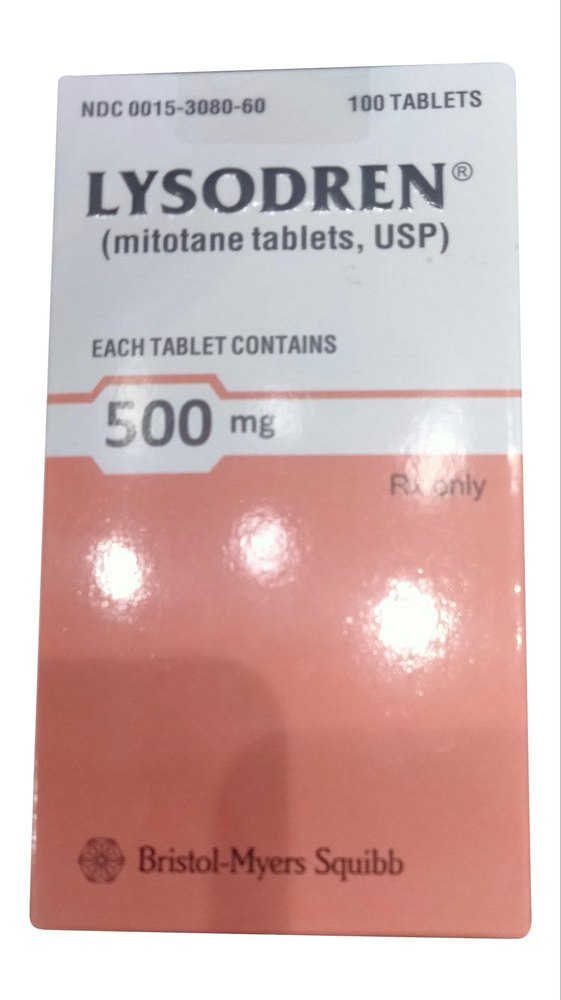 NDC 0015-3080-60 100 TABLETS
LYSODREN®
(mitotane tablets, USP)
EACH TABLET CONTAINS
500 mg
Rx only
Bristol-Myers Squibb